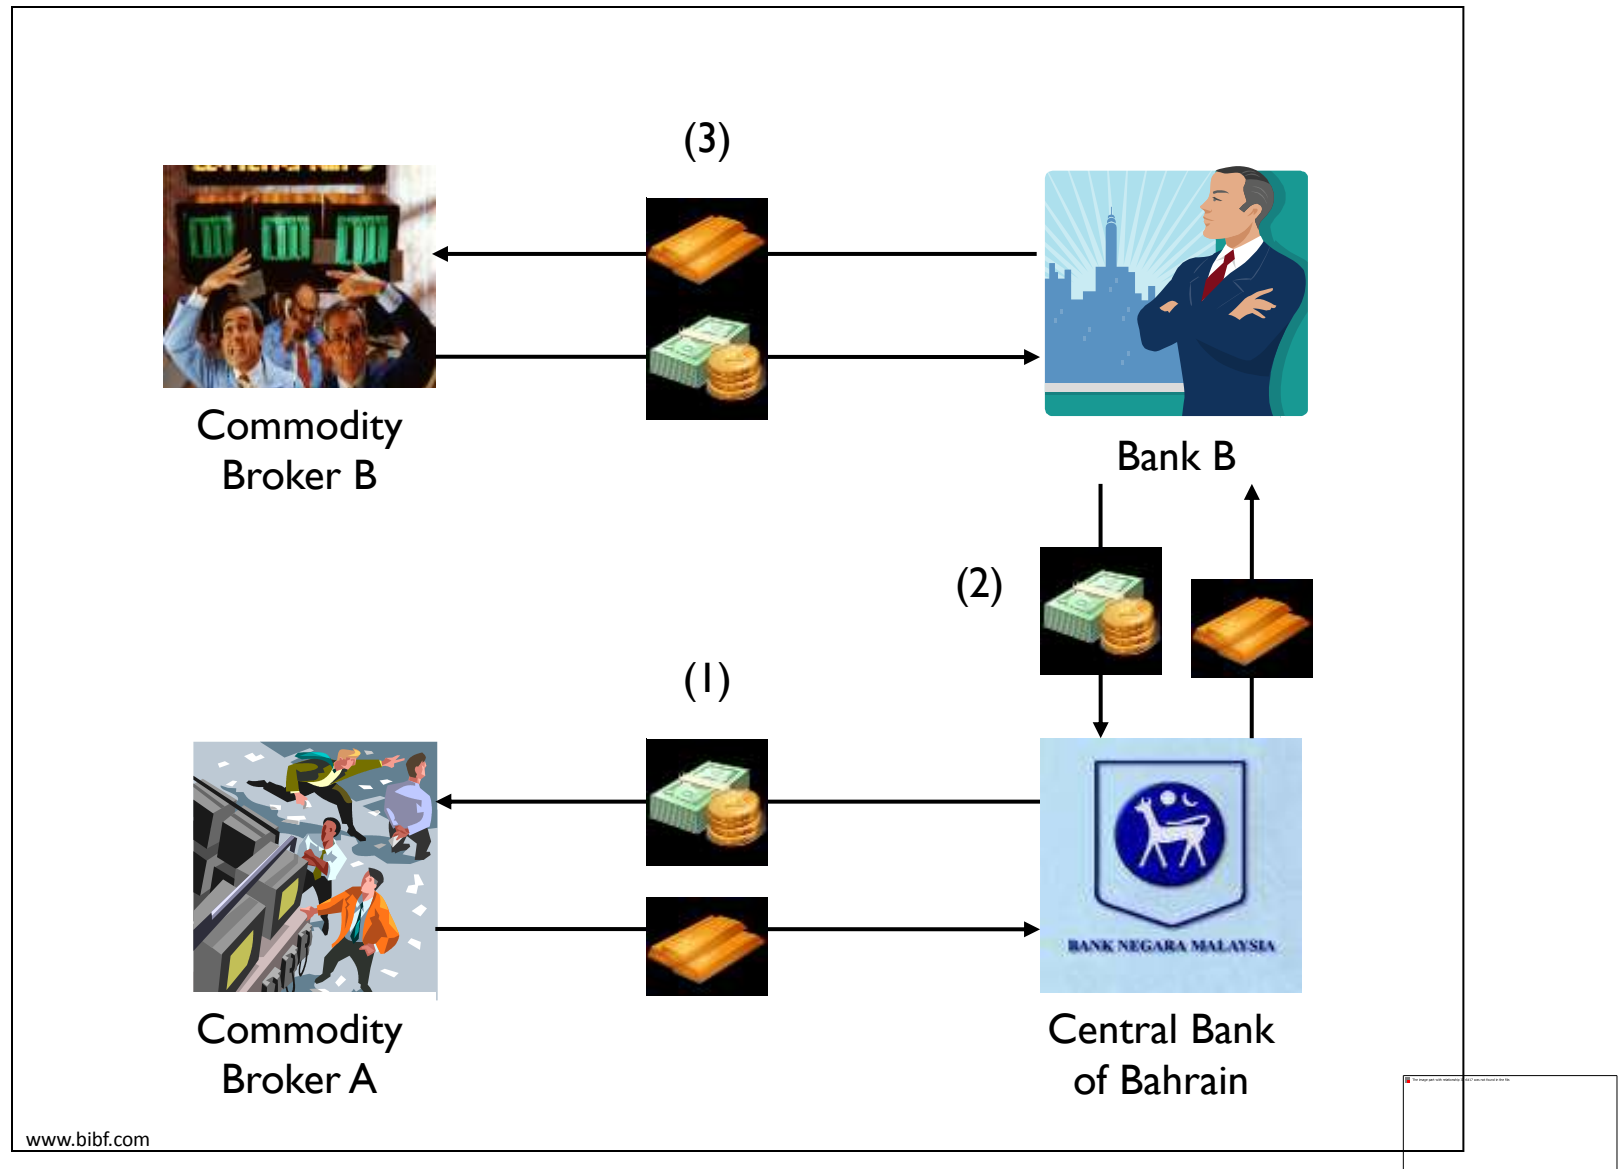 (3)
Commodity
Broker B
Bank B
(2)
(1)
BANK NEGARA MALAYSIA
Commodity
Broker A
Central Bank
of Bahrain
www.bibf.com